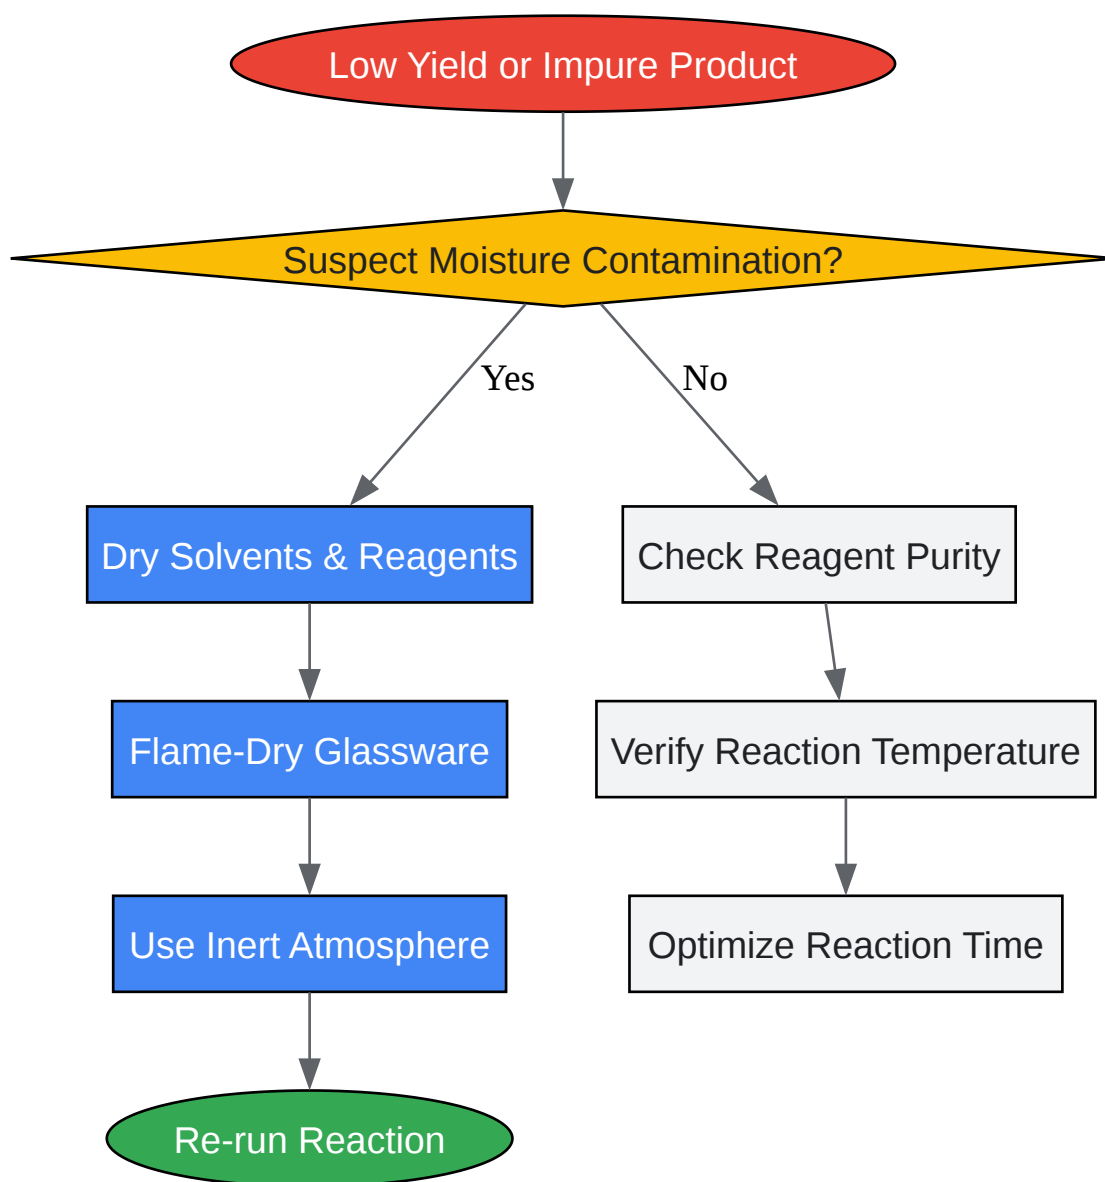 Low Yield or Impure Product
Suspect Moisture Contamination?
Yes
No
Dry Solvents & Reagents
Check Reagent Purity
Flame-Dry Glassware
Verify Reaction Temperature
Use Inert Atmosphere
Optimize Reaction Time
Re-run Reaction